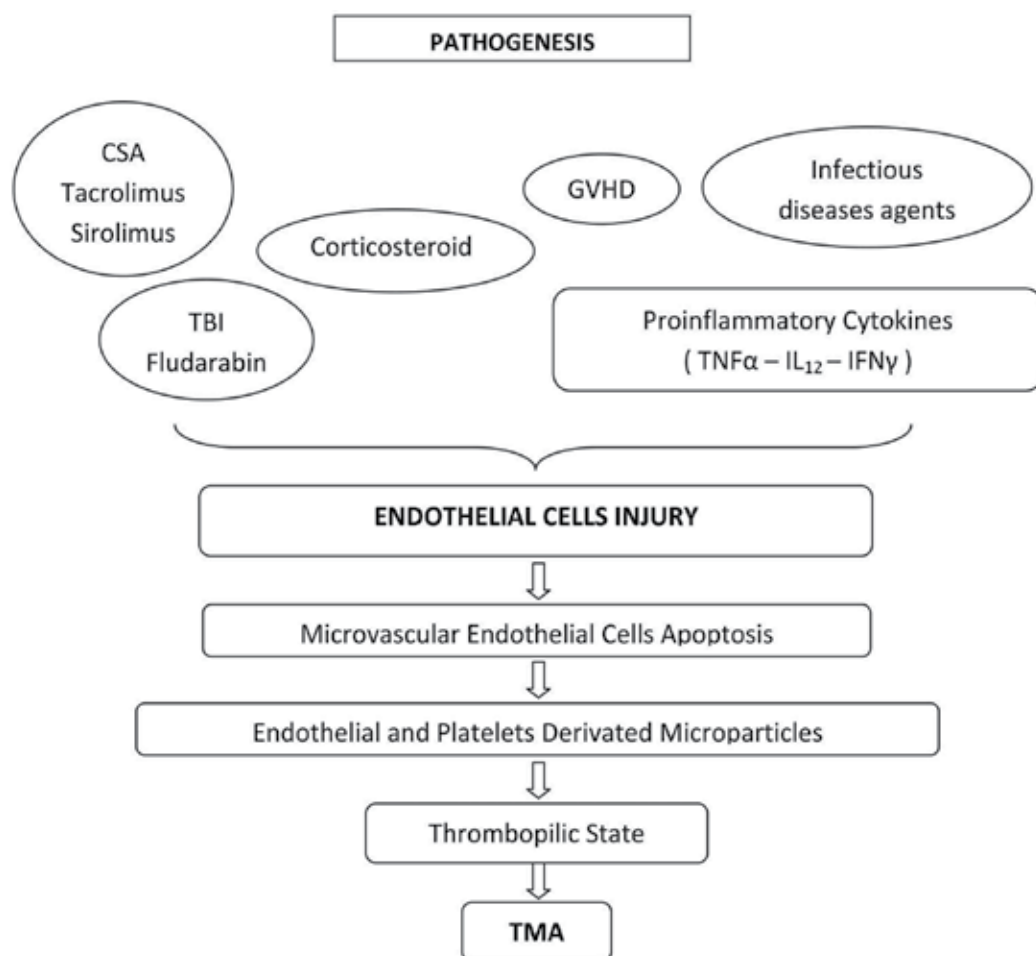 PATHOGENESIS
CSA
Tacrolimus
Sirolimus
GVHD
Infectious
diseases agents
Corticosteroid
TBI
Fludarabin
Proinflammatory Cytokines
( TNFα – IL₁₂ – IFNγ )
ENDOTHELIAL CELLS INJURY
Microvascular Endothelial Cells Apoptosis
Endothelial and Platelets Derivated Microparticles
Thrombopilic State
TMA